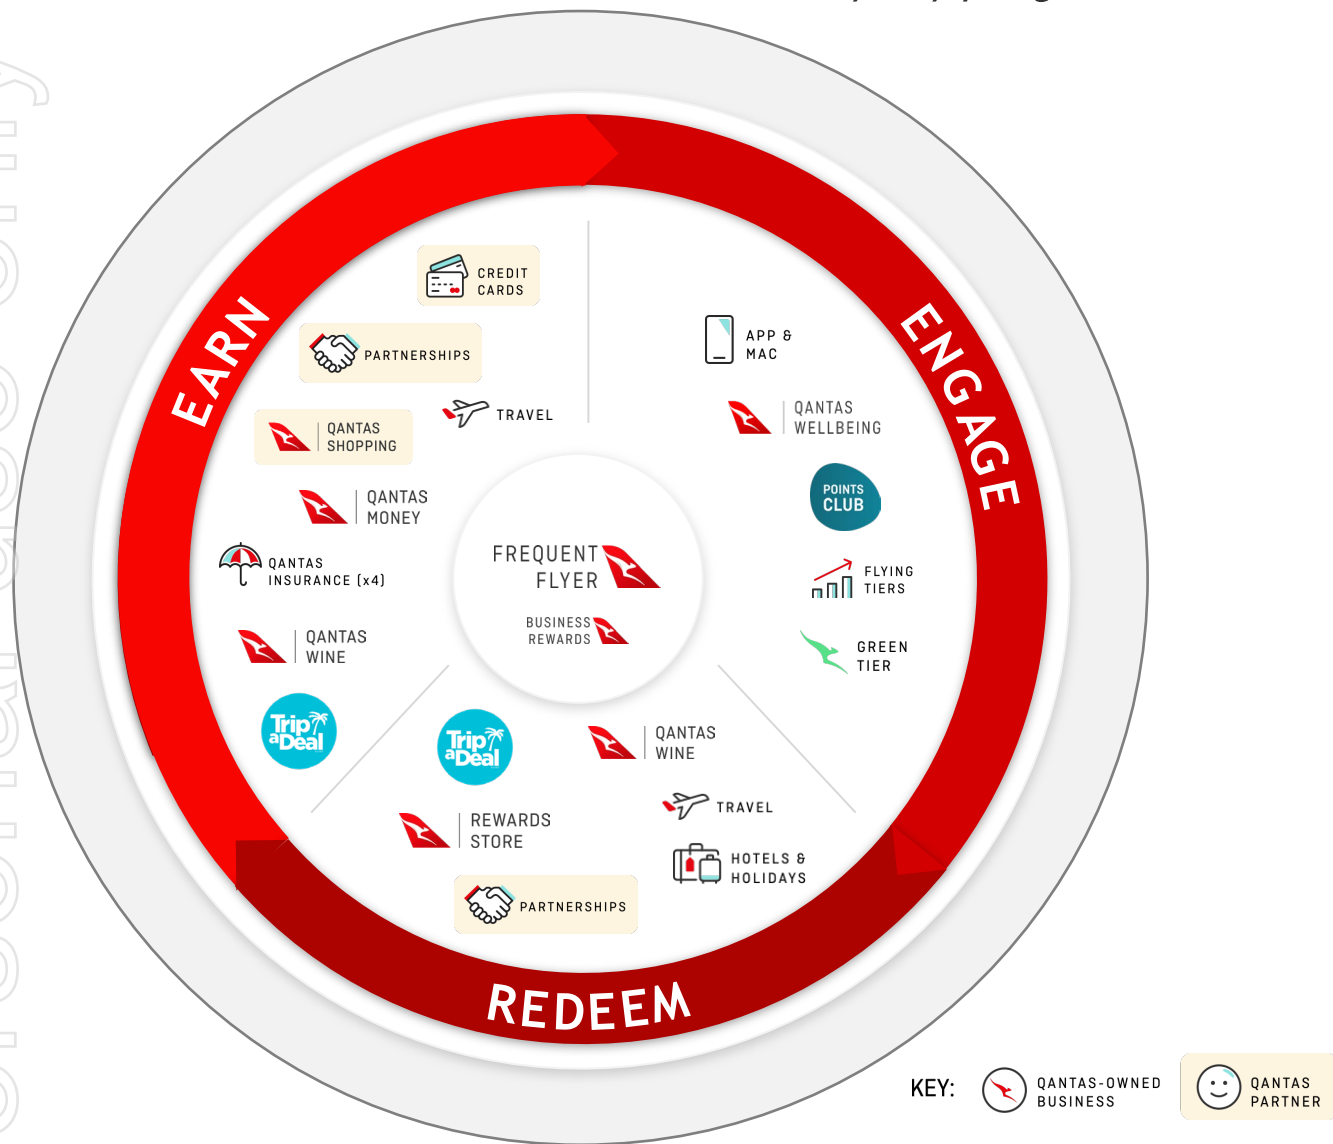 EARN
CREDIT
CARDS
PARTNERSHIPS
TRAVEL
QANTAS
SHOPPING
QANTAS
MONEY
QANTAS
INSURANCE (x4)
QANTAS
WINE
Trip
aDeal
ENGAGE
APP &
MAC
QANTAS
WELLBEING
POINTS
CLUB
FLYING
TIERS
GREEN
TIER
FREQUENT
FLYER
BUSINESS
REWARDS
Trip
aDeal
QANTAS
WINE
TRAVEL
REWARDS
STORE
HOTELS &
HOLIDAYS
PARTNERSHIPS
REDEEM
KEY:
QANTAS-OWNED
BUSINESS
QANTAS
PARTNER